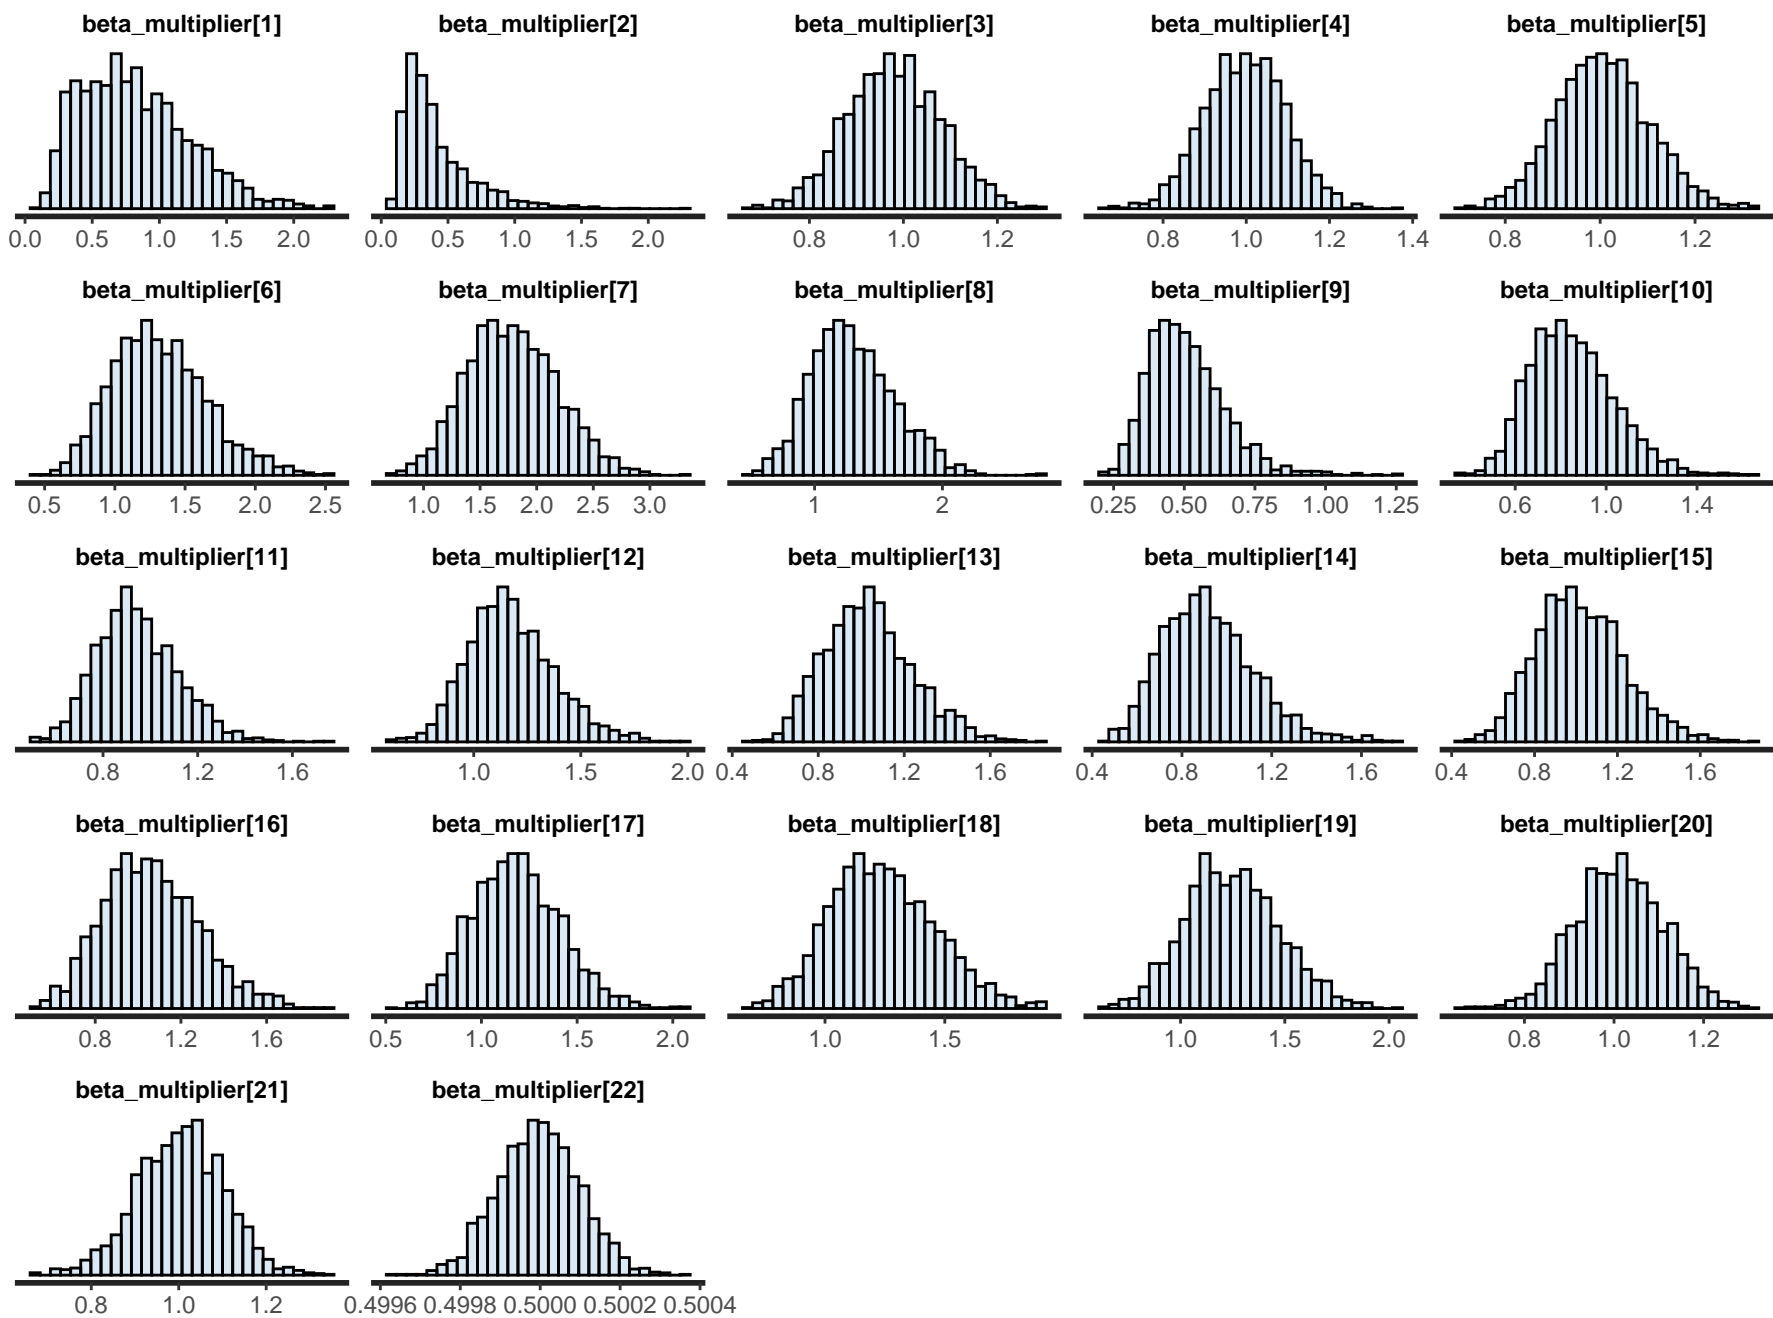 beta_multiplier[1] beta_multiplier[2] beta_multiplier[3] beta_multiplier[4] beta_multiplier[5]
0.0 0.5 1.0 1.5 2.0 0.0 0.5 1.0 1.5 2.0 0.8 1.0 1.2 0.8 1.0 1.2 1.4 0.8 1.0 1.2
beta_multiplier[6] beta_multiplier[7] beta_multiplier[8] beta_multiplier[9] beta_multiplier[10]
0.5 1.0 1.5 2.0 2.5 1.0 1.5 2.0 2.5 3.0 1 2 0.25 0.50 0.75 1.00 1.25 0.6 1.0 1.4
beta_multiplier[11] beta_multiplier[12] beta_multiplier[13] beta_multiplier[14] beta_multiplier[15]
0.8 1.2 1.6 1.0 1.5 2.0 0.4 0.8 1.2 1.6 0.4 0.8 1.2 1.6 0.4 0.8 1.2 1.6
beta_multiplier[16] beta_multiplier[17] beta_multiplier[18] beta_multiplier[19] beta_multiplier[20]
0.8 1.2 1.6 0.5 1.0 1.5 2.0 1.0 1.5 1.0 1.5 2.0 0.8 1.0 1.2
beta_multiplier[21] beta_multiplier[22]
0.8 1.0 1.2 0.4996 0.4998 0.5000 0.5002 0.5004